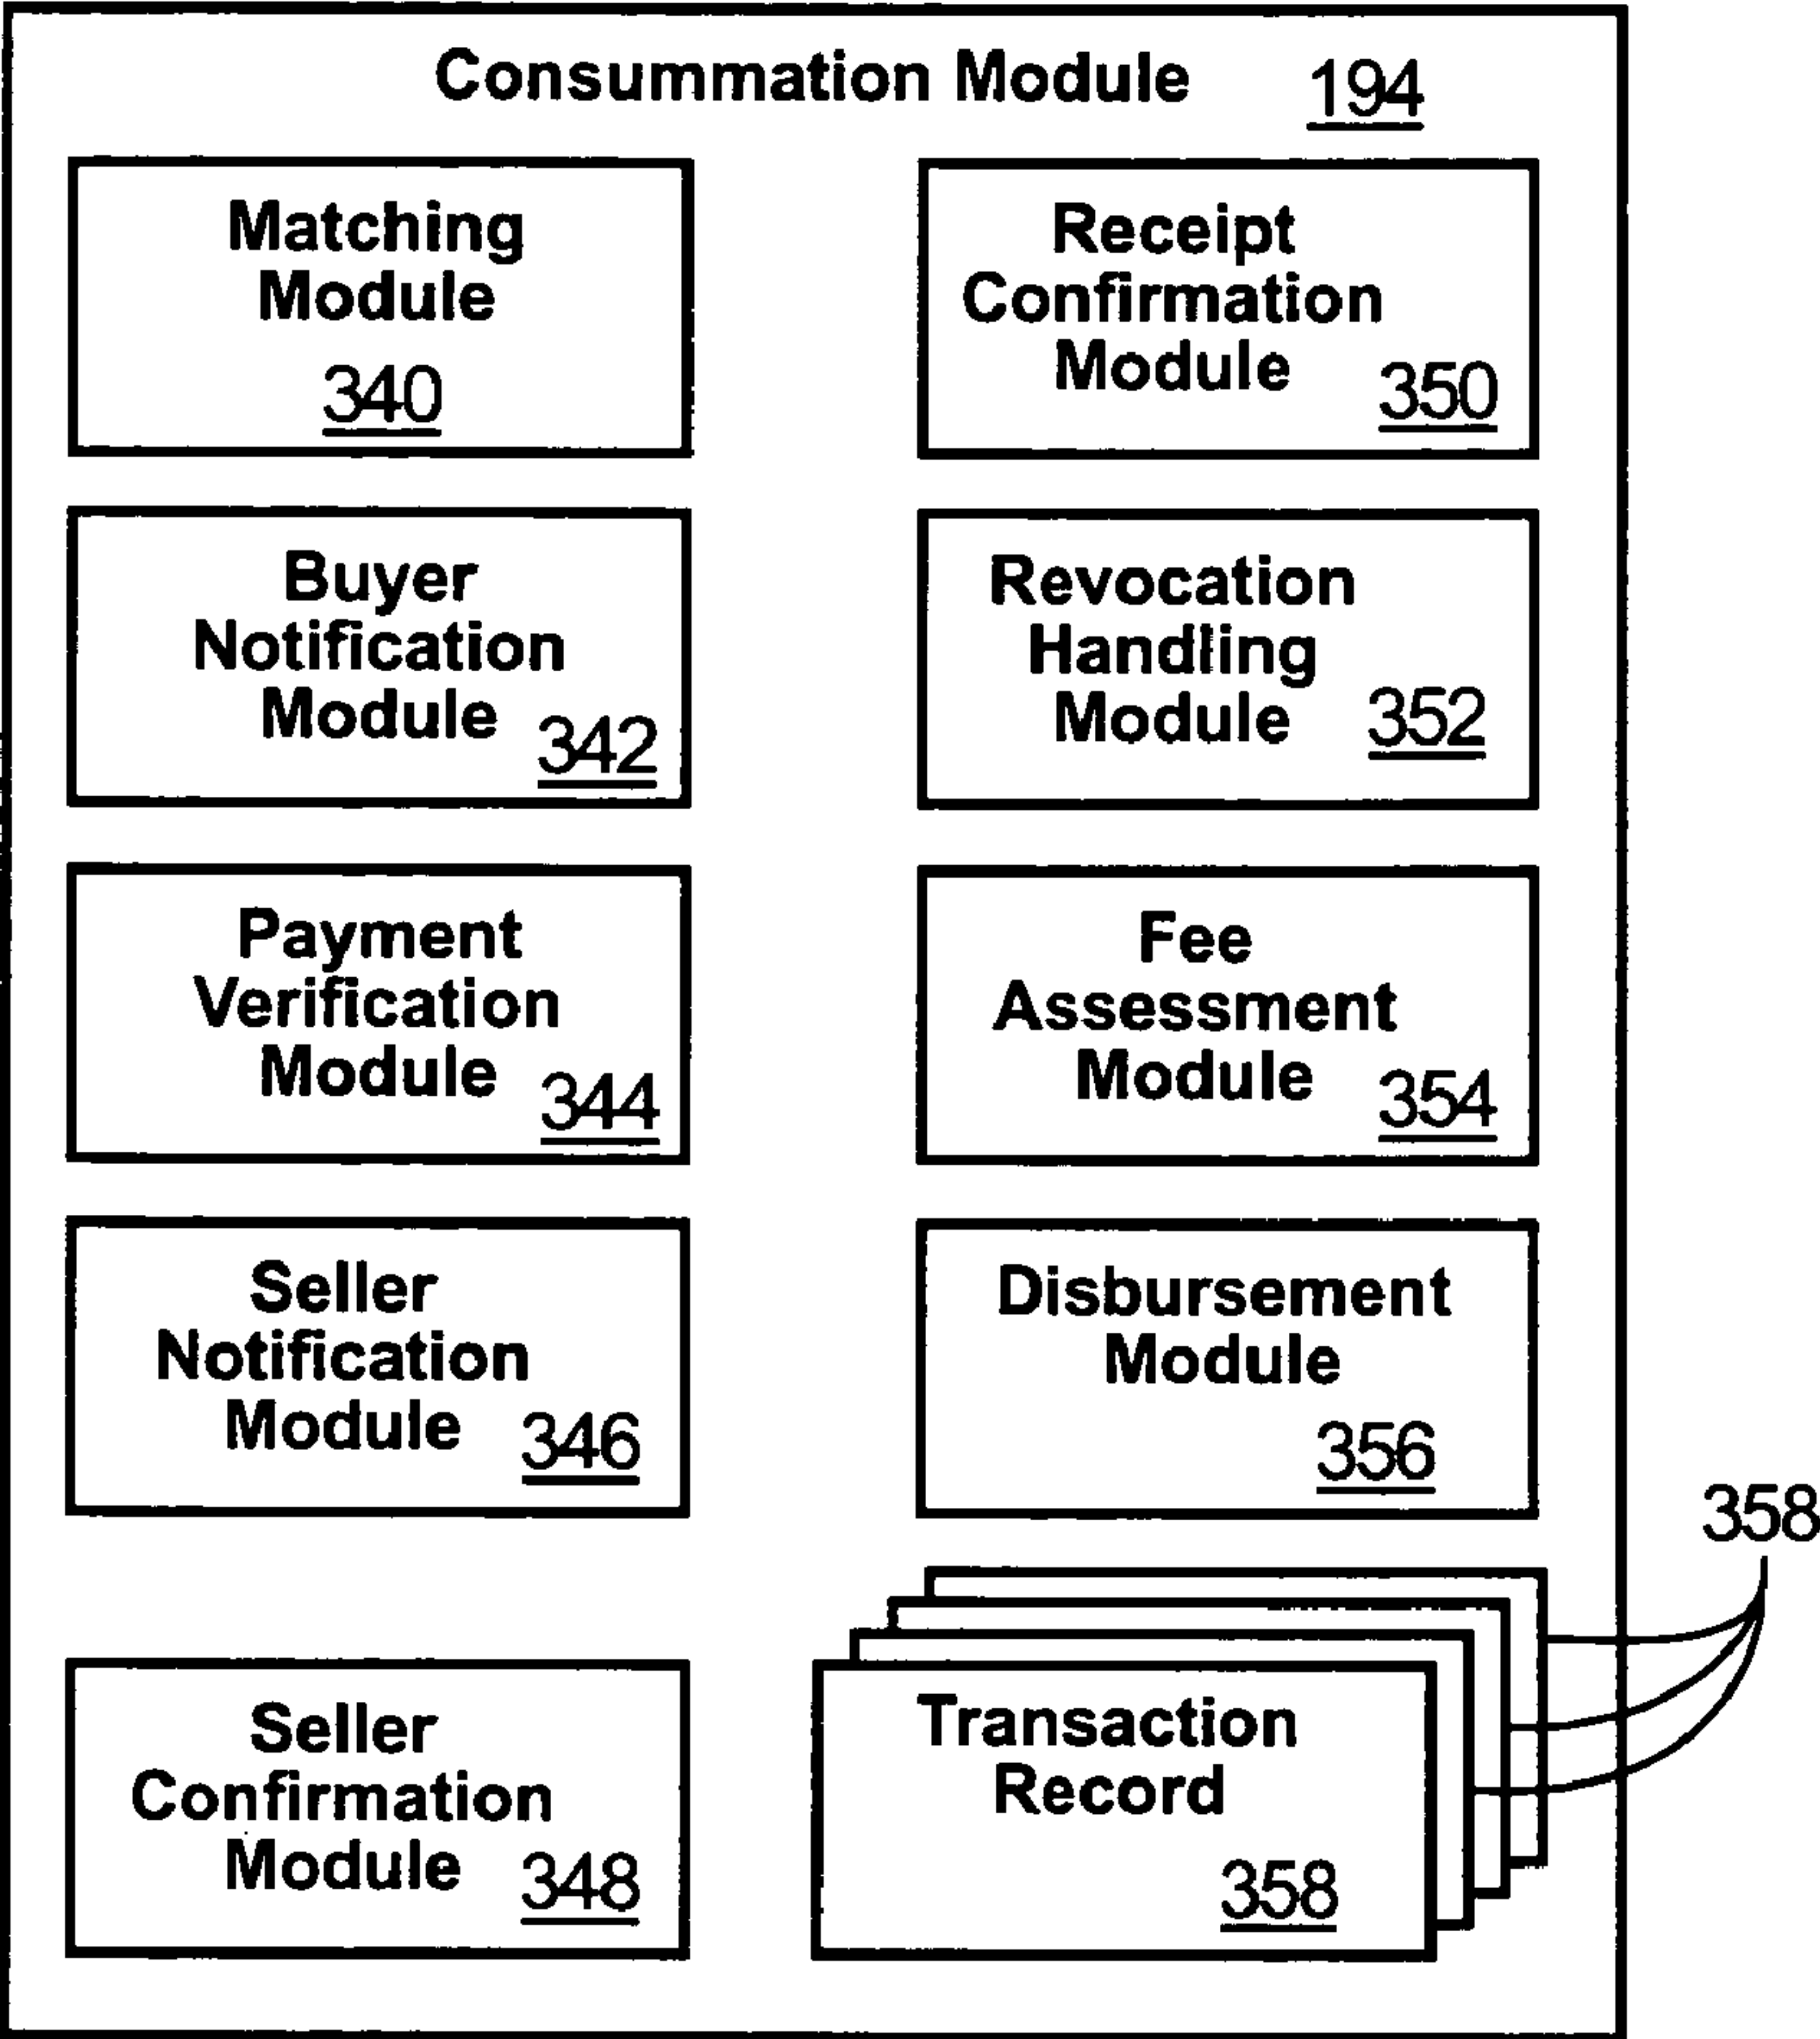 Consummation Module 194
Matching
Module
340
Receipt
Confirmation
Module 350
Buyer
Notification
Module 342
Revocation
Handling
Module 352
Payment
Verification
Module 344
Fee
Assessment
Module 354
Seller
Notification
Module 346
Disbursement
Module
356
358
Seller
Confirmation
Module 348
Transaction
Record
358